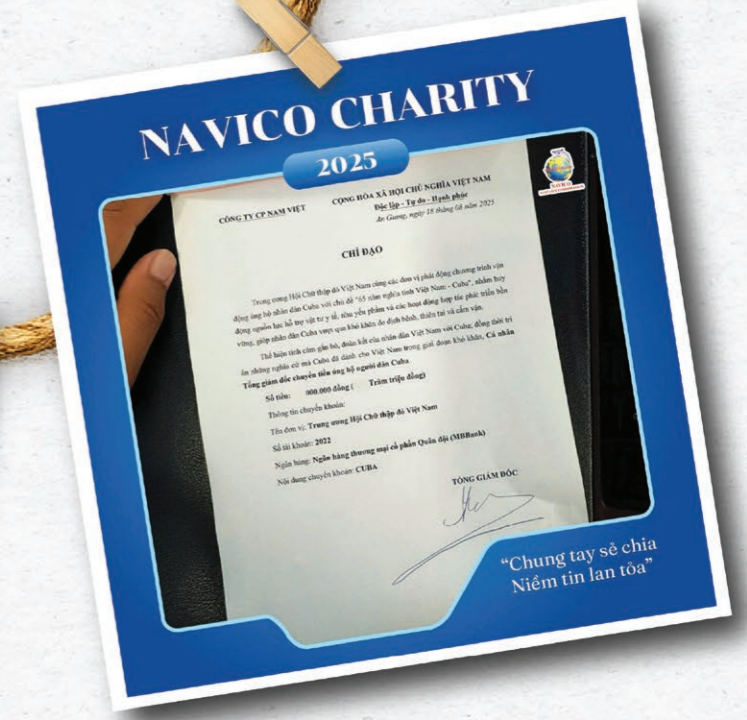 NAVICO CHARITY
2025
NAVICO
CÔNG TY CP NAM VIỆT
CỘNG HÒA XÃ HỘI CHỦ NGHĨA VIỆT NAM
Độc lập - Tự do - Hạnh phúc
An Giang, ngày 18 tháng 08 năm 2025
CHỈ ĐẠO
Trung ương Hội Chữ thập đỏ Việt Nam cùng các đơn vị phát động chương trình vận
động ủng hộ nhân dân Cuba với chủ đề "65 năm nghĩa tình Việt Nam - Cuba", nhằm huy
động nguồn lực hỗ trợ vật tư y tế, nhu yếu phẩm và các hoạt động hợp tác phát triển bền
vững, giúp nhân dân Cuba vượt qua khó khăn do dịch bệnh, thiên tai và cấm vận.
Thể hiện tình cảm gắn bó, đoàn kết của nhân dân Việt Nam với Cuba; đồng thời tri
ân những nghĩa cử mà Cuba đã dành cho Việt Nam trong giai đoạn khó khăn, Cá nhân
Tổng giám đốc chuyển tiền ủng hộ người dân Cuba.
Số tiền: 000.000 đồng ( Trăm triệu đồng)
Thông tin chuyển khoản:
Tên đơn vị: Trung ương Hội Chữ thập đỏ Việt Nam
Số tài khoản: 2022
Ngân hàng: Ngân hàng thương mại cổ phần Quân đội (MBBank)
Nội dung chuyển khoản: CUBA
TỔNG GIÁM ĐỐC
"Chung tay sẻ chia
Niềm tin lan tỏa"